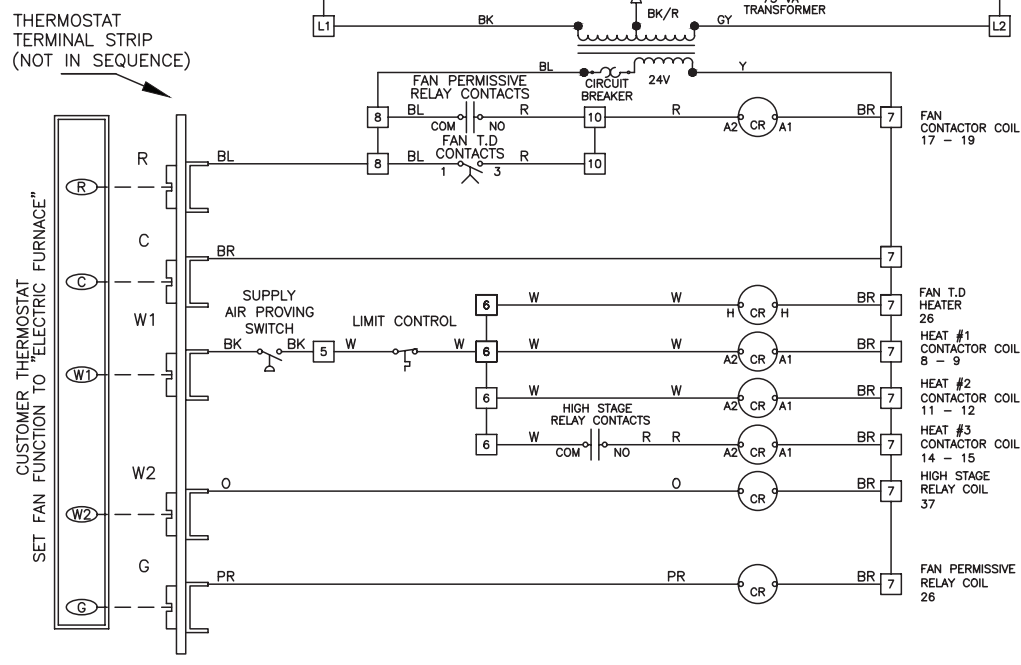 THERMOSTAT
TERMINAL STRIP
(NOT IN SEQUENCE)
L1
BK
BK/R
GY
TRANSFORMER
L2
BL
CIRCUIT
BREAKER
24V
Y
FAN PERMISSIVE
RELAY CONTACTS
8
BL
COM
NO
R
10
R
A2
CR
A1
BR
7
FAN
CONTACTOR COIL
17 – 19
FAN T.D
CONTACTS
8
BL
1
3
R
10
R
BL
R
C
BR
7
C
W1
SUPPLY
AIR PROVING
SWITCH
LIMIT CONTROL
6
W
W
H
CR
H
BR
7
FAN T.D
HEATER
26
BK
BK
5
W
W
6
W
W
A2
CR
A1
BR
7
HEAT #1
CONTACTOR COIL
8 – 9
W1
6
W
W
A2
CR
A1
BR
7
HEAT #2
CONTACTOR COIL
11 – 12
HIGH STAGE
RELAY CONTACTS
6
W
COM
NO
R
R
A2
CR
A1
BR
7
HEAT #3
CONTACTOR COIL
14 – 15
W2
O
O
CR
BR
7
HIGH STAGE
RELAY COIL
37
W2
G
PR
PR
CR
BR
7
FAN PERMISSIVE
RELAY COIL
26
G
CUSTOMER THERMOSTAT
SET FAN FUNCTION TO "ELECTRIC FURNACE"